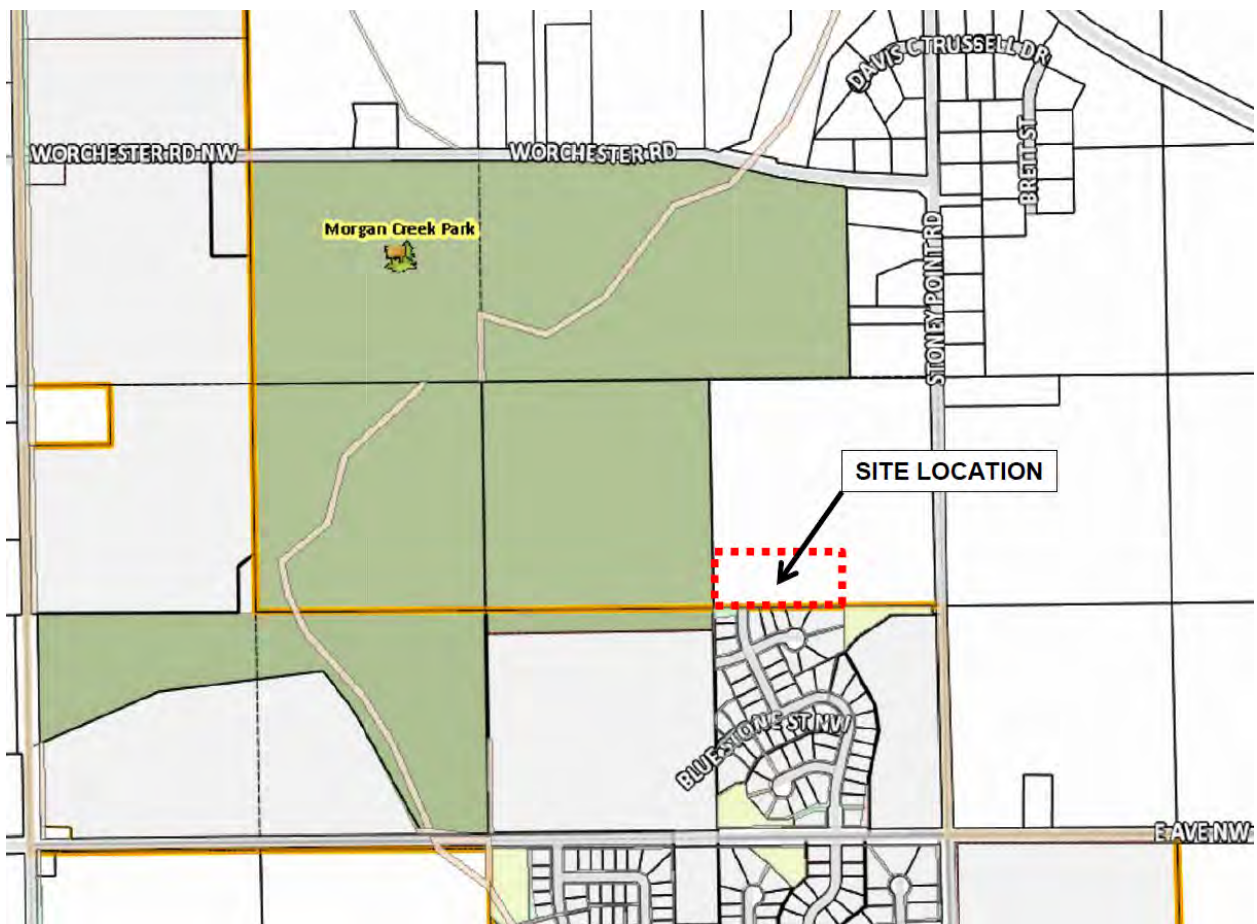 DAVIS C TRUSSELL DR
WORCHESTER RD NW
WORCHESTER RD
BRETT ST
Morgan Creek Park
STONEY POINT RD
SITE LOCATION
BLUESTONE ST NW
E AVE NW